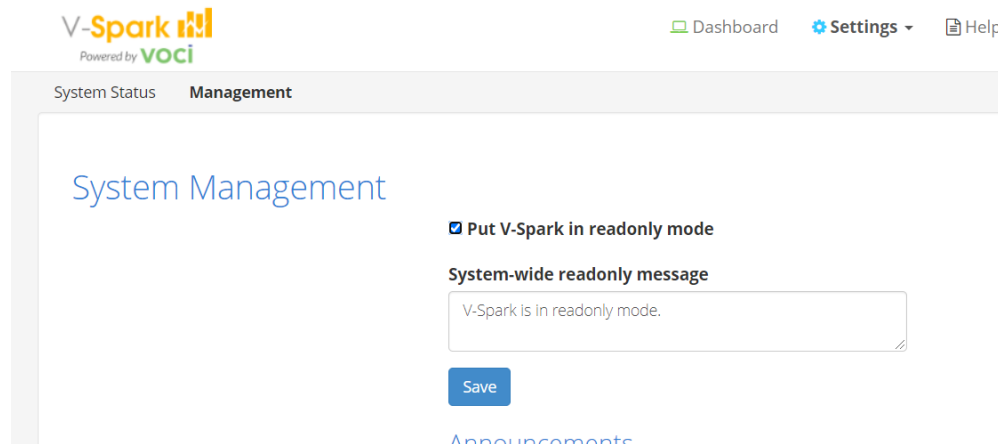 V-Spark
Powered by voci
Dashboard Settings Help
System Status Management
System Management
Put V-Spark in readonly mode
System-wide readonly message
V-Spark is in readonly mode.
Save
Announcements